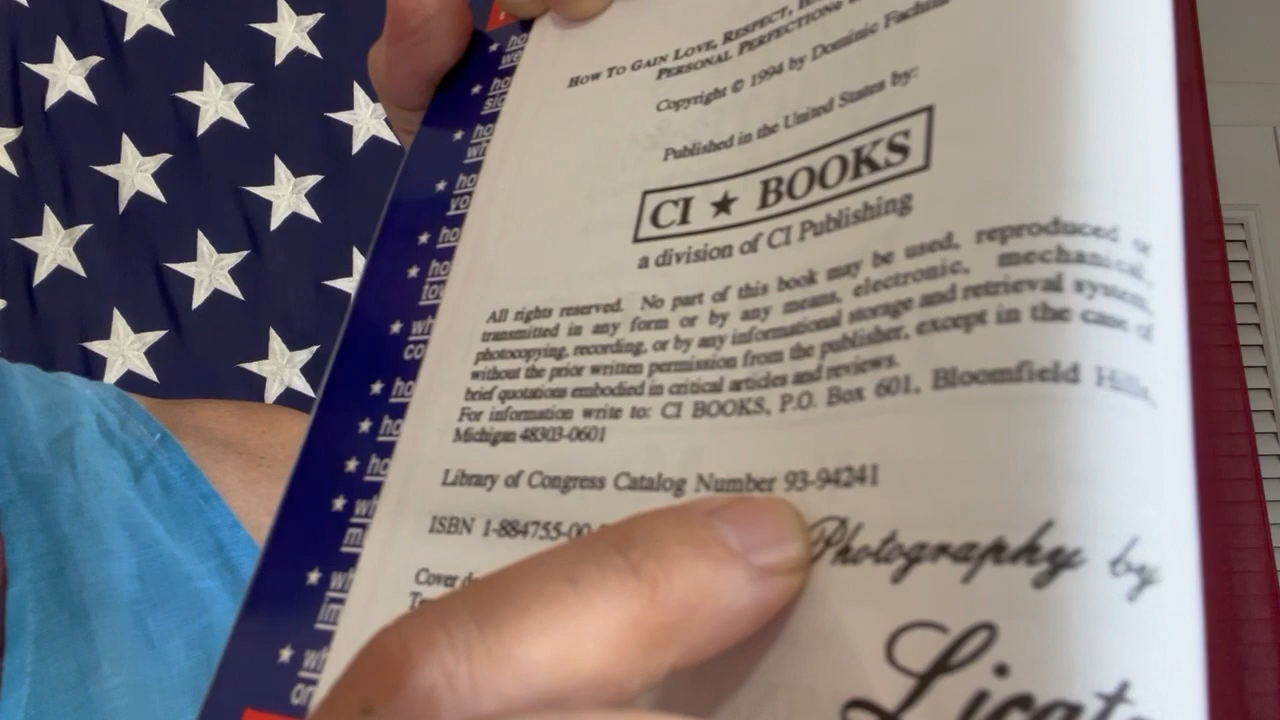 How To Gain Love, Respect,
Personal Perfections
Copyright © 1994 by Dominic
Published in the United States by:
CI ★ BOOKS
a division of CI Publishing
All rights reserved. No part of this book may be used, reproduced or
transmitted in any form or by any means, electronic, mechanical,
photocopying, recording, or by any informational storage and retrieval system,
without the prior written permission from the publisher, except in the case of
brief quotations embodied in critical articles and reviews.
For information write to: CI BOOKS, P.O. Box 601, Bloomfield Hills,
Michigan 48303-0601
Library of Congress Catalog Number 93-94241
ISBN 1-884755-00-
Cover
Photography by